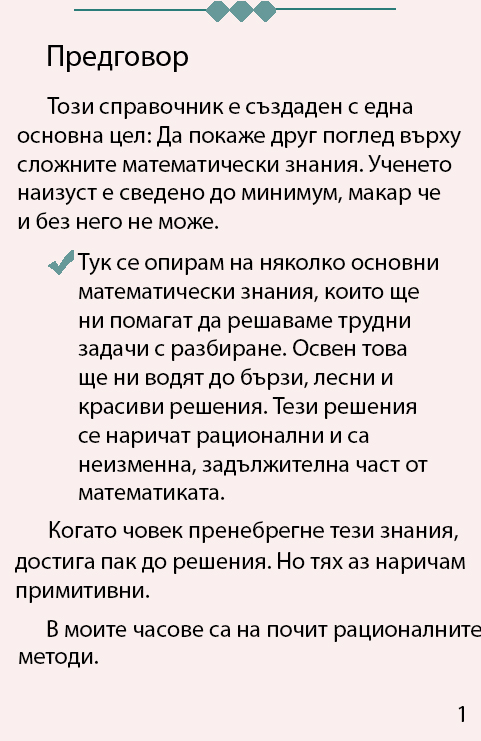 Предговор
Този справочник е създаден с една
основна цел: Да покаже друг поглед върху
сложните математически знания. Ученето
наизуст е сведено до минимум, макар че
и без него не може.
Тук се опирам на няколко основни
математически знания, които ще
ни помагат да решаваме трудни
задачи с разбиране. Освен това
ще ни водят до бързи, лесни и
красиви решения. Тези решения
се наричат рационални и са
неизменна, задължителна част от
математиката.
Когато човек пренебрегне тези знания,
достига пак до решения. Но тях аз наричам
примитивни.
В моите часове са на почит рационалните
методи.
1